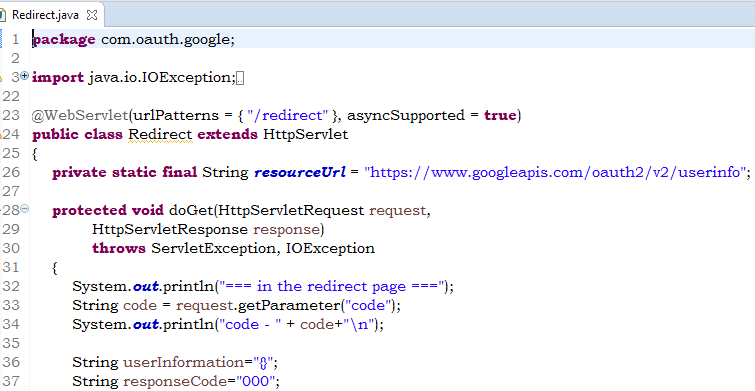 Redirect.java
1 package com.oauth.google;
2
3 import java.io.IOException;
22
23 @WebServlet(urlPatterns = { "/redirect" }, asyncSupported = true)
24 public class Redirect extends HttpServlet
25 {
26 private static final String resourceUrl = "https://www.googleapis.com/oauth2/v2/userinfo";
27
28 protected void doGet(HttpServletRequest request,
29 HttpServletResponse response)
30 throws ServletException, IOException
31 {
32 System.out.println("=== in the redirect page ===");
33 String code = request.getParameter("code");
34 System.out.println("code - " + code+"\n");
35
36 String userInformation="{}";
37 String responseCode="000";